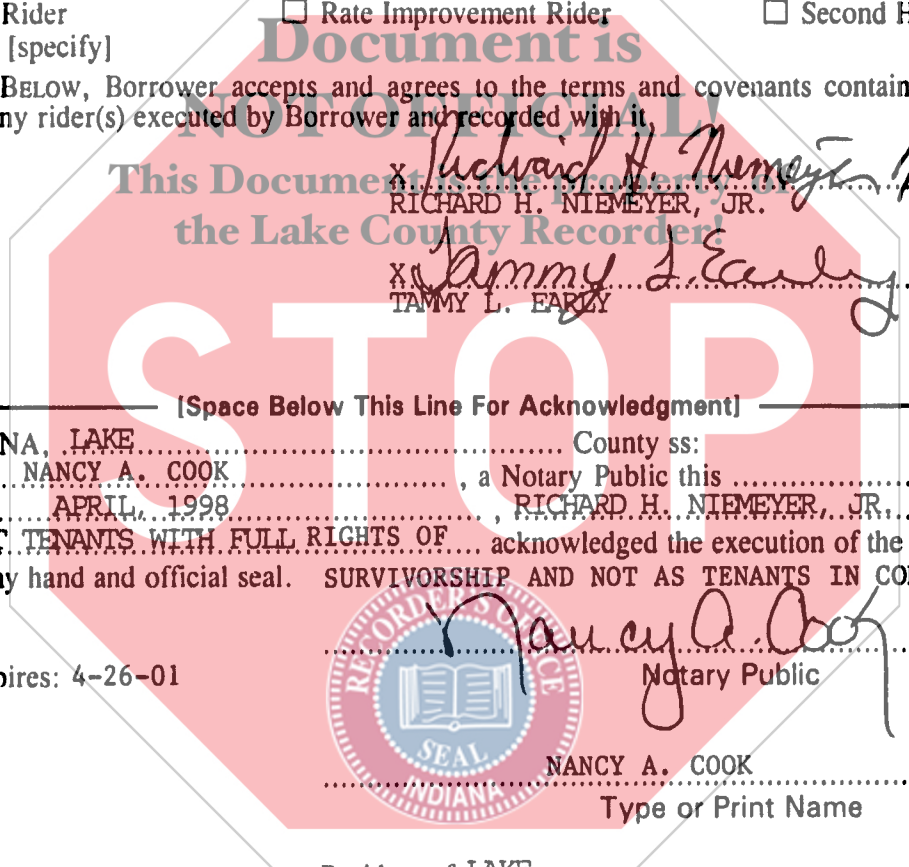 Rider ☐ Rate Improvement Rider ☐ Second H
[specify]
BELOW, Borrower accepts and agrees to the terms and covenants contain
ny rider(s) executed by Borrower and recorded with it.
Document is
NOT OFFICIAL!
This Document is the property of
the Lake County Recorder!
STOP
X Richard H. Niemeyer
RICHARD H. NIEMEYER, JR.
X Tammy L. Early
TAMMY L. EARLY
[Space Below This Line For Acknowledgment]
NA, LAKE County ss:
NANCY A. COOK , a Notary Public this
APRIL, 1998 , RICHARD H. NIEMEYER, JR.
TENANTS WITH FULL RIGHTS OF acknowledged the execution of the
y hand and official seal. SURVIVORSHIP AND NOT AS TENANTS IN CO
Nancy A. Cook
pires: 4-26-01 Notary Public
RECORDER'S OFFICE
SEAL
INDIANA
NANCY A. COOK
Type or Print Name
LAKE